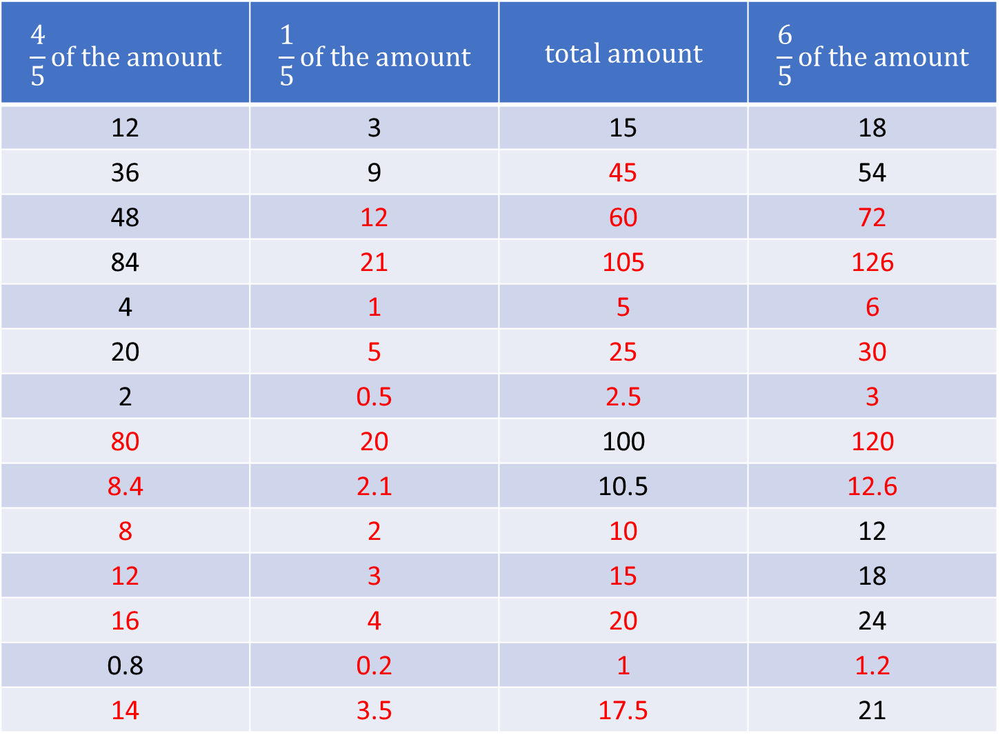 4/5 of the amount 1/5 of the amount total amount 6/5 of the amount
12 3 15 18
36 9 45 54
48 12 60 72
84 21 105 126
4 1 5 6
20 5 25 30
2 0.5 2.5 3
80 20 100 120
8.4 2.1 10.5 12.6
8 2 10 12
12 3 15 18
16 4 20 24
0.8 0.2 1 1.2
14 3.5 17.5 21